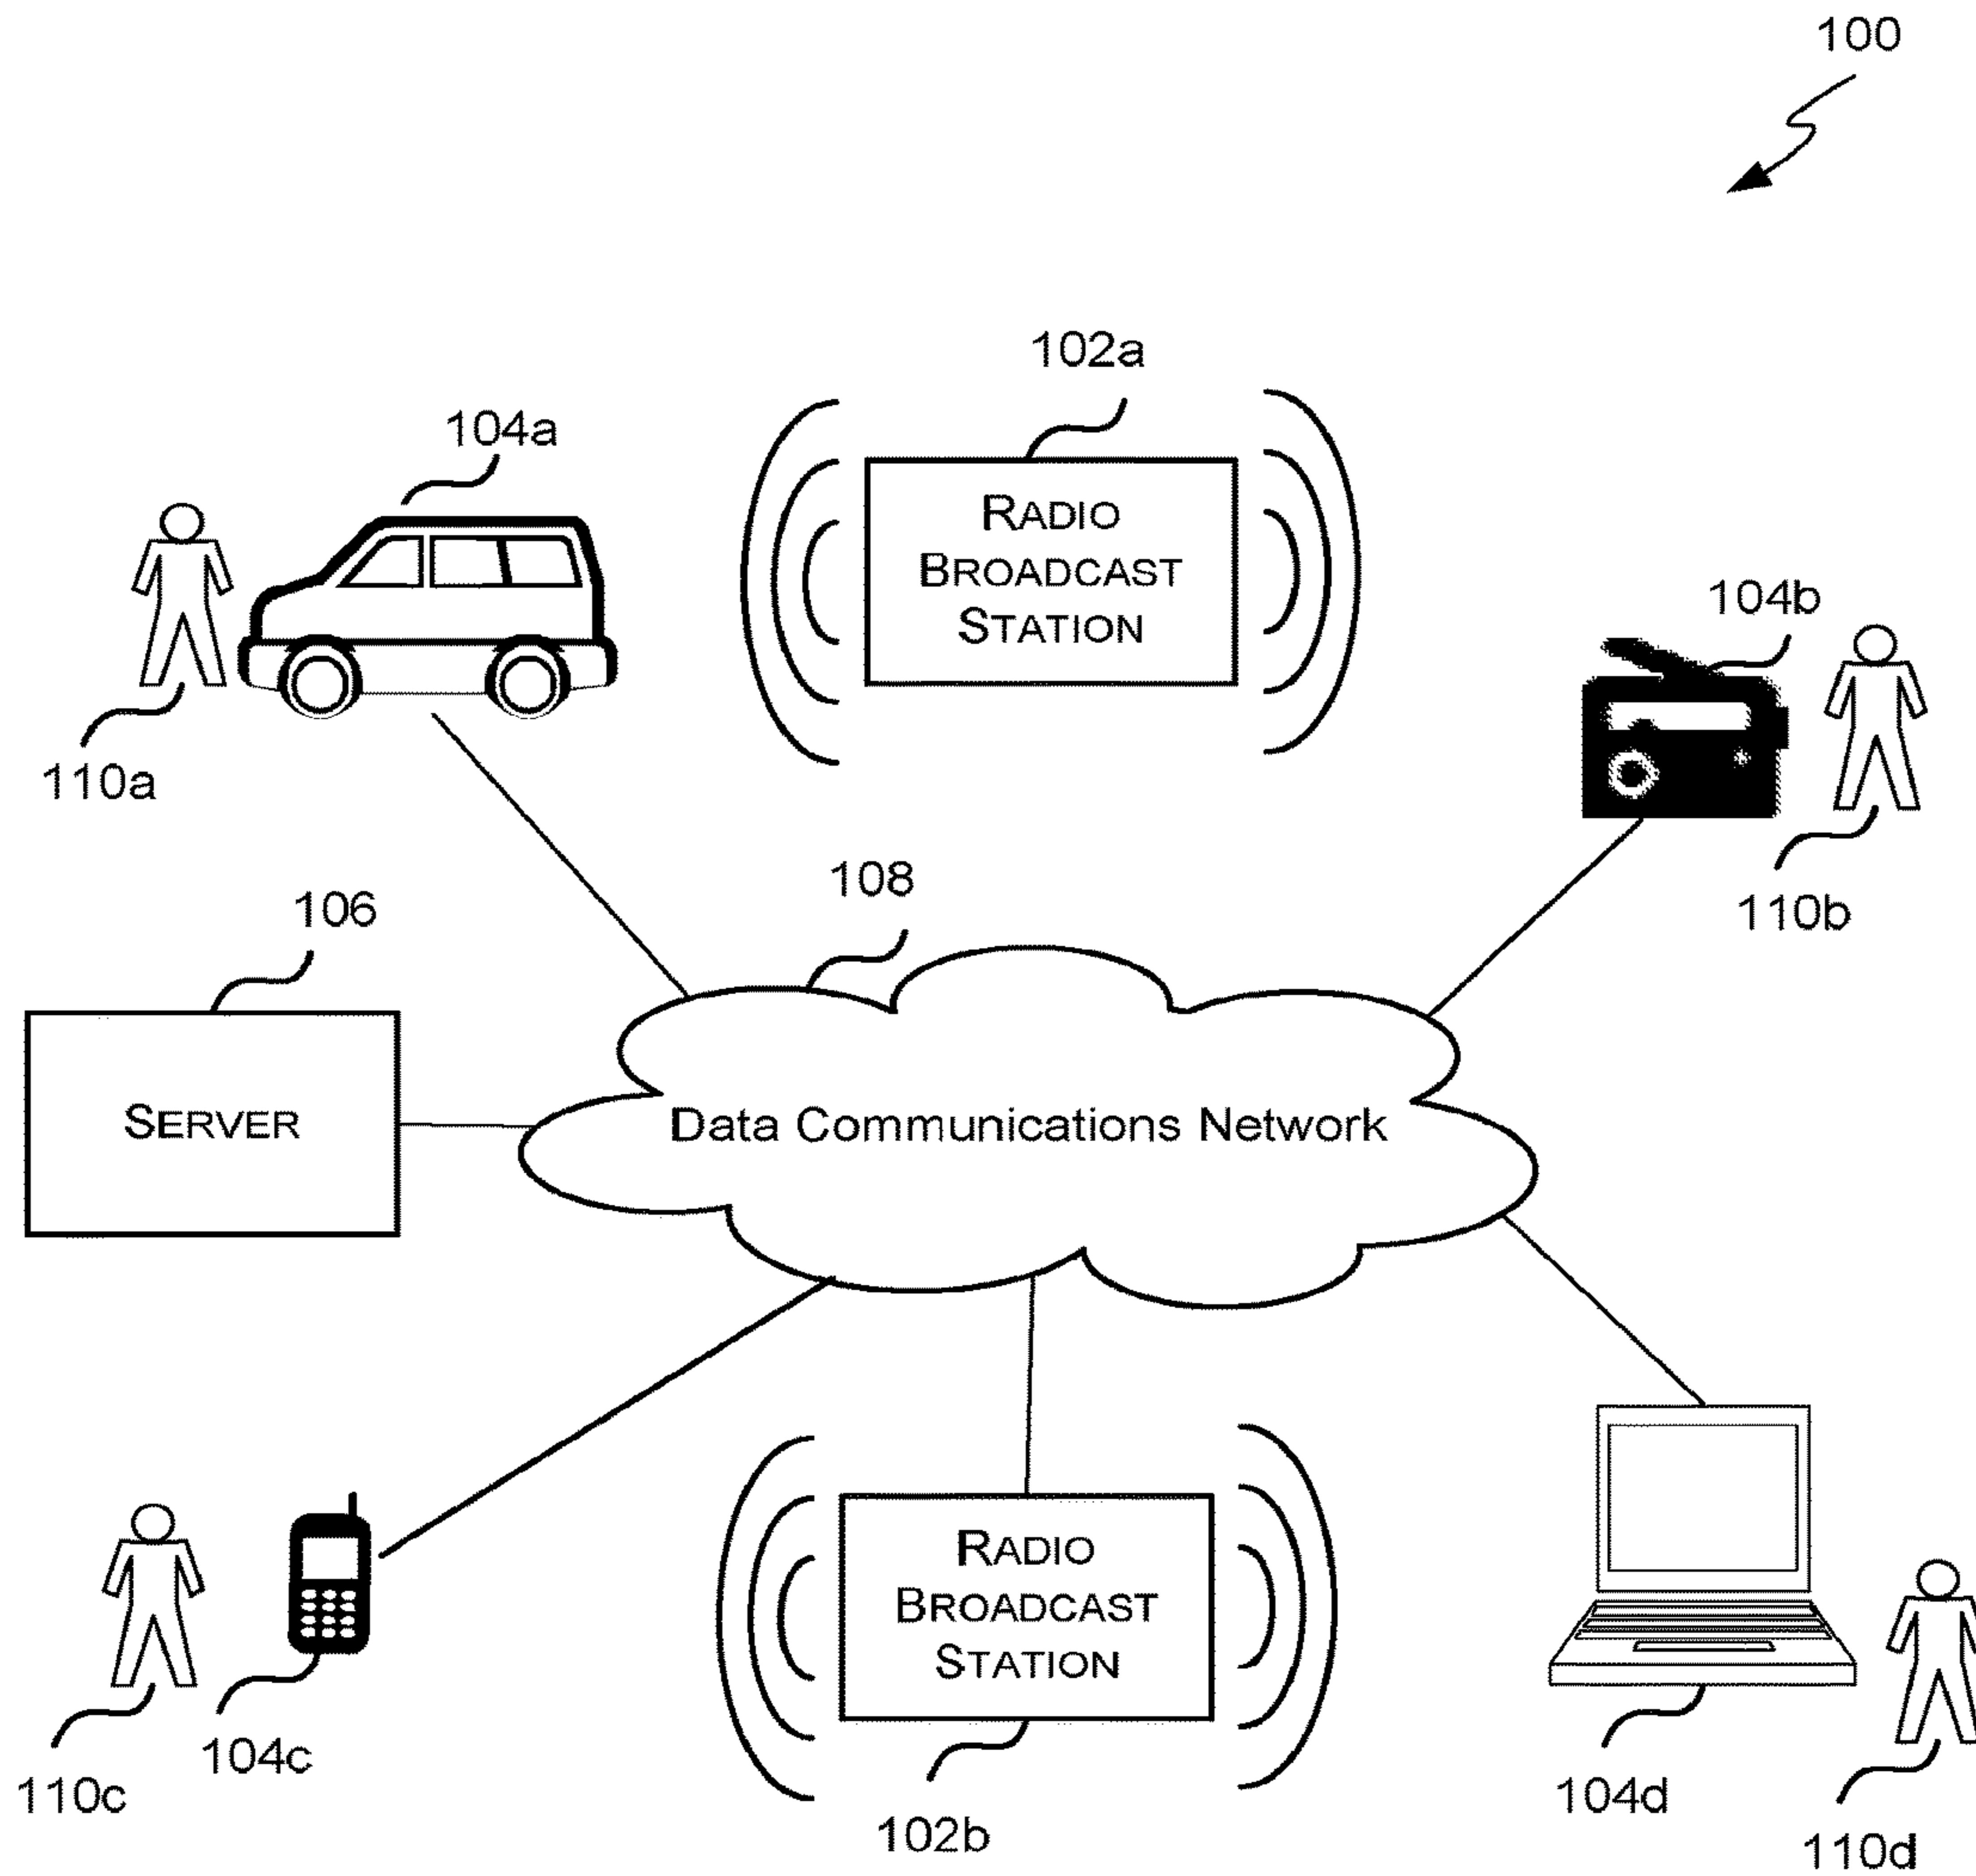 100
102a
104a
RADIO
BROADCAST
STATION
104b
110a
108
106
110b
SERVER
Data Communications Network
RADIO
BROADCAST
STATION
104c
110c
104d
102b
110d